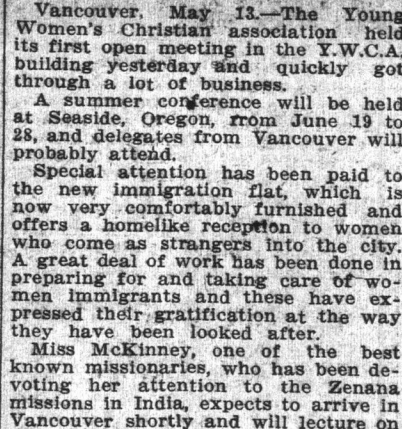 Vancouver, May 13.—The Young
Women's Christian association held
its first open meeting in the Y.W.C.A.
building yesterday and quickly got
through a lot of business.
A summer conference will be held
at Seaside, Oregon, from June 19 to
28, and delegates from Vancouver will
probably attend.
Special attention has been paid to
the new immigration flat, which is
now very comfortably furnished and
offers a homelike reception to women
who come as strangers into the city.
A great deal of work has been done in
preparing for and taking care of wo-
men immigrants and these have ex-
pressed their gratification at the way
they have been looked after.
Miss McKinney, one of the best
known missionaries, who has been de-
voting her attention to the Zenana
missions in India, expects to arrive in
Vancouver shortly and will lecture on